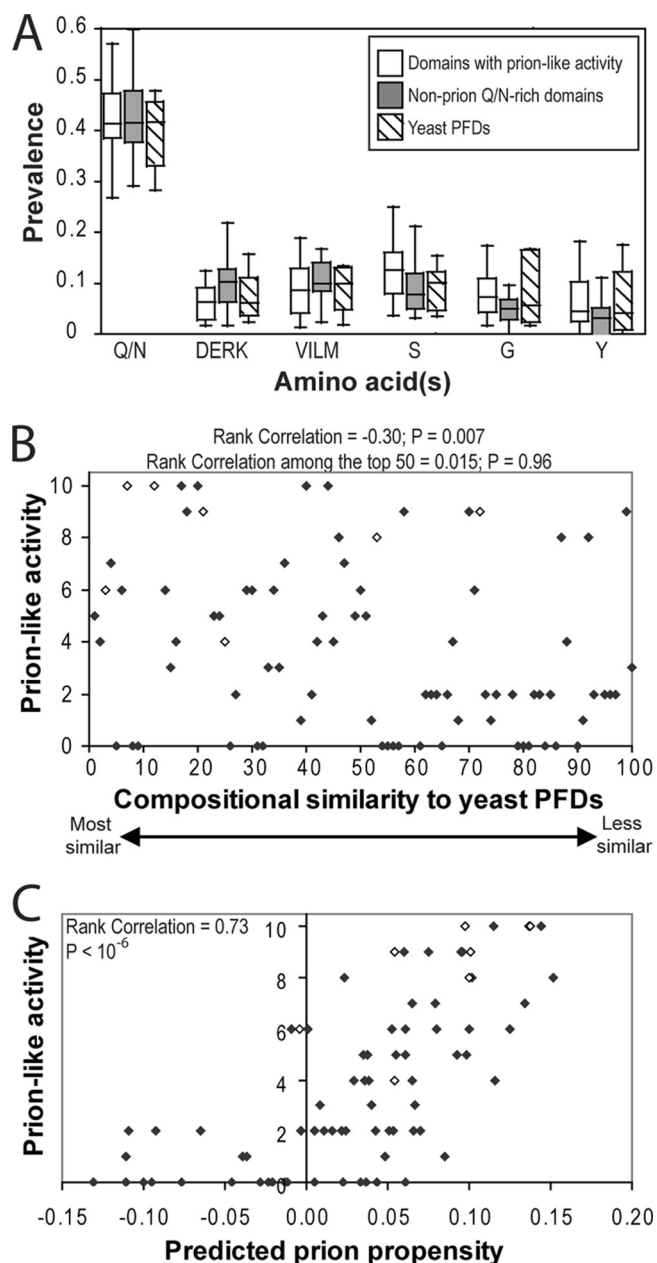 A
Prevalence
0.6
0.5
0.4
0.3
0.2
0.1
0
Domains with prion-like activity
Non-prion Q/N-rich domains
Yeast PFDs
Q/N DERK VILM S G Y
Amino acid(s)
B
Rank Correlation = -0.30; P = 0.007
Rank Correlation among the top 50 = 0.015; P = 0.96
Prion-like activity
10
8
6
4
2
0
0 10 20 30 40 50 60 70 80 90 100
Compositional similarity to yeast PFDs
Most similar
Less similar
C
Rank Correlation = 0.73
P < 10⁻⁶
Prion-like activity
10
8
6
4
2
0
-0.15 -0.10 -0.05 0.00 0.05 0.10 0.15 0.20
Predicted prion propensity